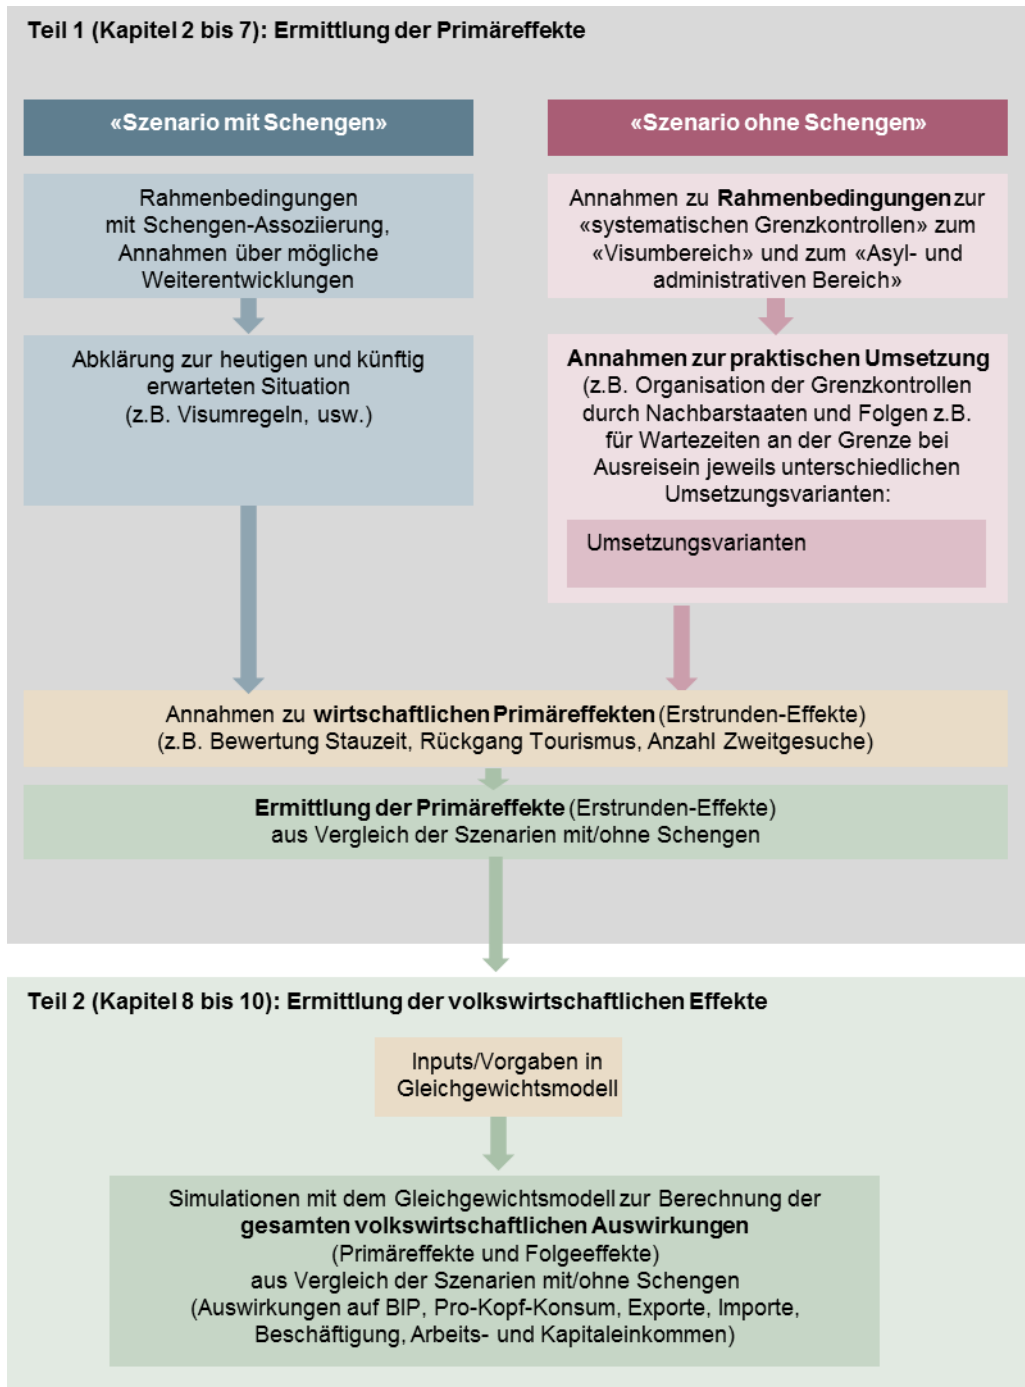 Teil 1 (Kapitel 2 bis 7): Ermittlung der Primäreffekte
«Szenario mit Schengen»
Rahmenbedingungen
mit Schengen-Assoziierung,
Annahmen über mögliche
Weiterentwicklungen
Abklärung zur heutigen und künftig
erwarteten Situation
(z.B. Visumregeln, usw.)
«Szenario ohne Schengen»
Annahmen zu Rahmenbedingungen zur
«systematischen Grenzkontrollen» zum
«Visumbereich» und zum «Asyl- und
administrativen Bereich»
Annahmen zur praktischen Umsetzung
(z.B. Organisation der Grenzkontrollen
durch Nachbarstaaten und Folgen z.B.
für Wartezeiten an der Grenze bei
Ausreisein jeweils unterschiedlichen
Umsetzungsvarianten:
Umsetzungsvarianten
Annahmen zu wirtschaftlichen Primäreffekten (Erstrunden-Effekte)
(z.B. Bewertung Stauzeit, Rückgang Tourismus, Anzahl Zweitgesuche)
Ermittlung der Primäreffekte (Erstrunden-Effekte)
aus Vergleich der Szenarien mit/ohne Schengen
Teil 2 (Kapitel 8 bis 10): Ermittlung der volkswirtschaftlichen Effekte
Inputs/Vorgaben in
Gleichgewichtsmodell
Simulationen mit dem Gleichgewichtsmodell zur Berechnung der
gesamten volkswirtschaftlichen Auswirkungen
(Primäreffekte und Folgeeffekte)
aus Vergleich der Szenarien mit/ohne Schengen
(Auswirkungen auf BIP, Pro-Kopf-Konsum, Exporte, Importe,
Beschäftigung, Arbeits- und Kapitaleinkommen)